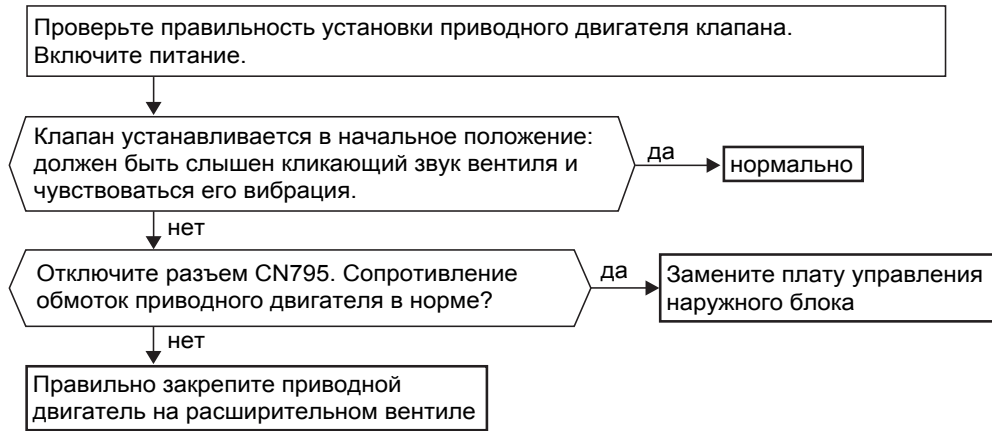 Проверьте правильность установки приводного двигателя клапана.
Включите питание.
Клапан устанавливается в начальное положение:
должен быть слышен кликающий звук вентиля и
чувствоваться его вибрация.
да
нормально
нет
Отключите разъем CN795. Сопротивление
обмоток приводного двигателя в норме?
да
Замените плату управления
наружного блока
нет
Правильно закрепите приводной
двигатель на расширительном вентиле